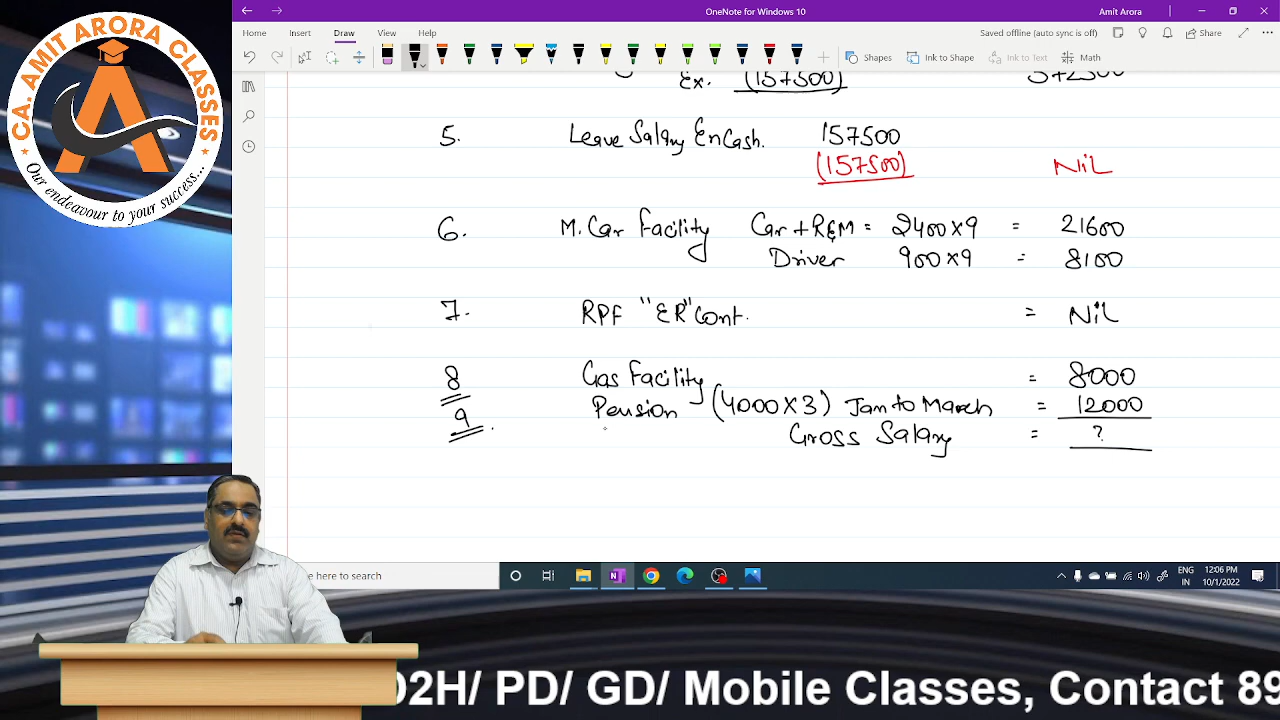 OneNote for Windows 10
Amit Arora
Home Insert Draw View Help
Saved offline (auto sync is off)
Share
Shapes
Ink to Shape
Ink to Text
Math
CA. AMIT ARORA CLASSES
Our endeavour to your success...
Ex. (157500)
5. Leave Salary Encash. 157500
(157500) Nil
6. M. Car Facility Car + R&M = 2400 × 9 = 21600
Driver 900 × 9 = 8100
7. RPF "ER" Cont. = Nil
8 Gas Facility = 8000
9. Pension (4000 × 3) Jan to March = 12000
Gross Salary = ?
here to search
ENG
IN
12:06 PM
10/1/2022
D2H/ PD/ GD/ Mobile Classes, Contact 89